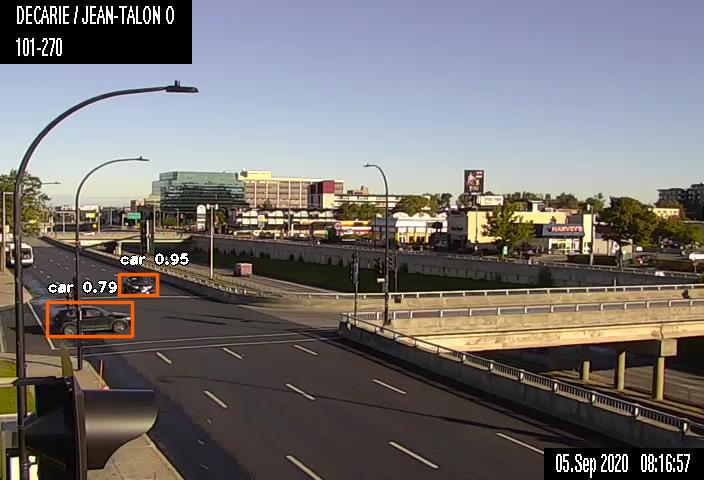 DECARIE / JEAN-TALON O
101-270
car 0.95
car 0.79
HARVEY'S
05.Sep 2020 08:16:57